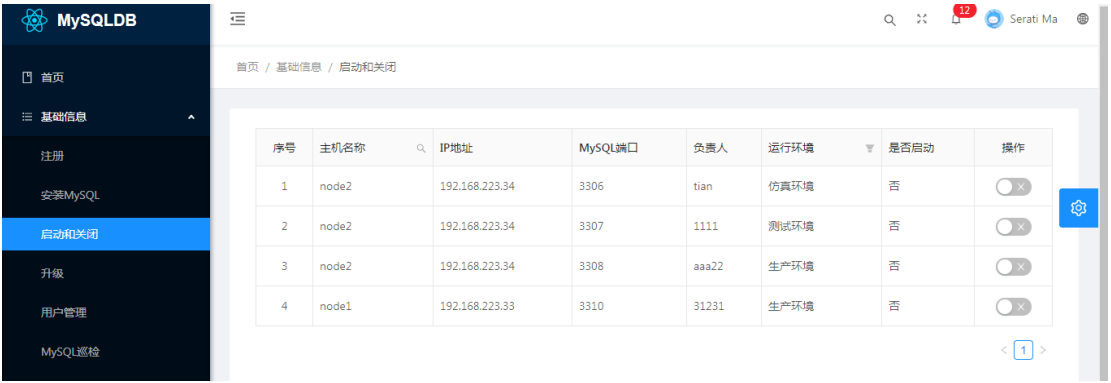 MySQLDB
12
Serati Ma
首页
基础信息
注册
安装MySQL
启动和关闭
升级
用户管理
MySQL巡检
首页 / 基础信息 / 启动和关闭
序号 主机名称 IP地址 MySQL端口 负责人 运行环境 是否启动 操作
1 node2 192.168.223.34 3306 tian 仿真环境 否
2 node2 192.168.223.34 3307 1111 测试环境 否
3 node2 192.168.223.34 3308 aaa22 生产环境 否
4 node1 192.168.223.33 3310 31231 生产环境 否
< 1 >